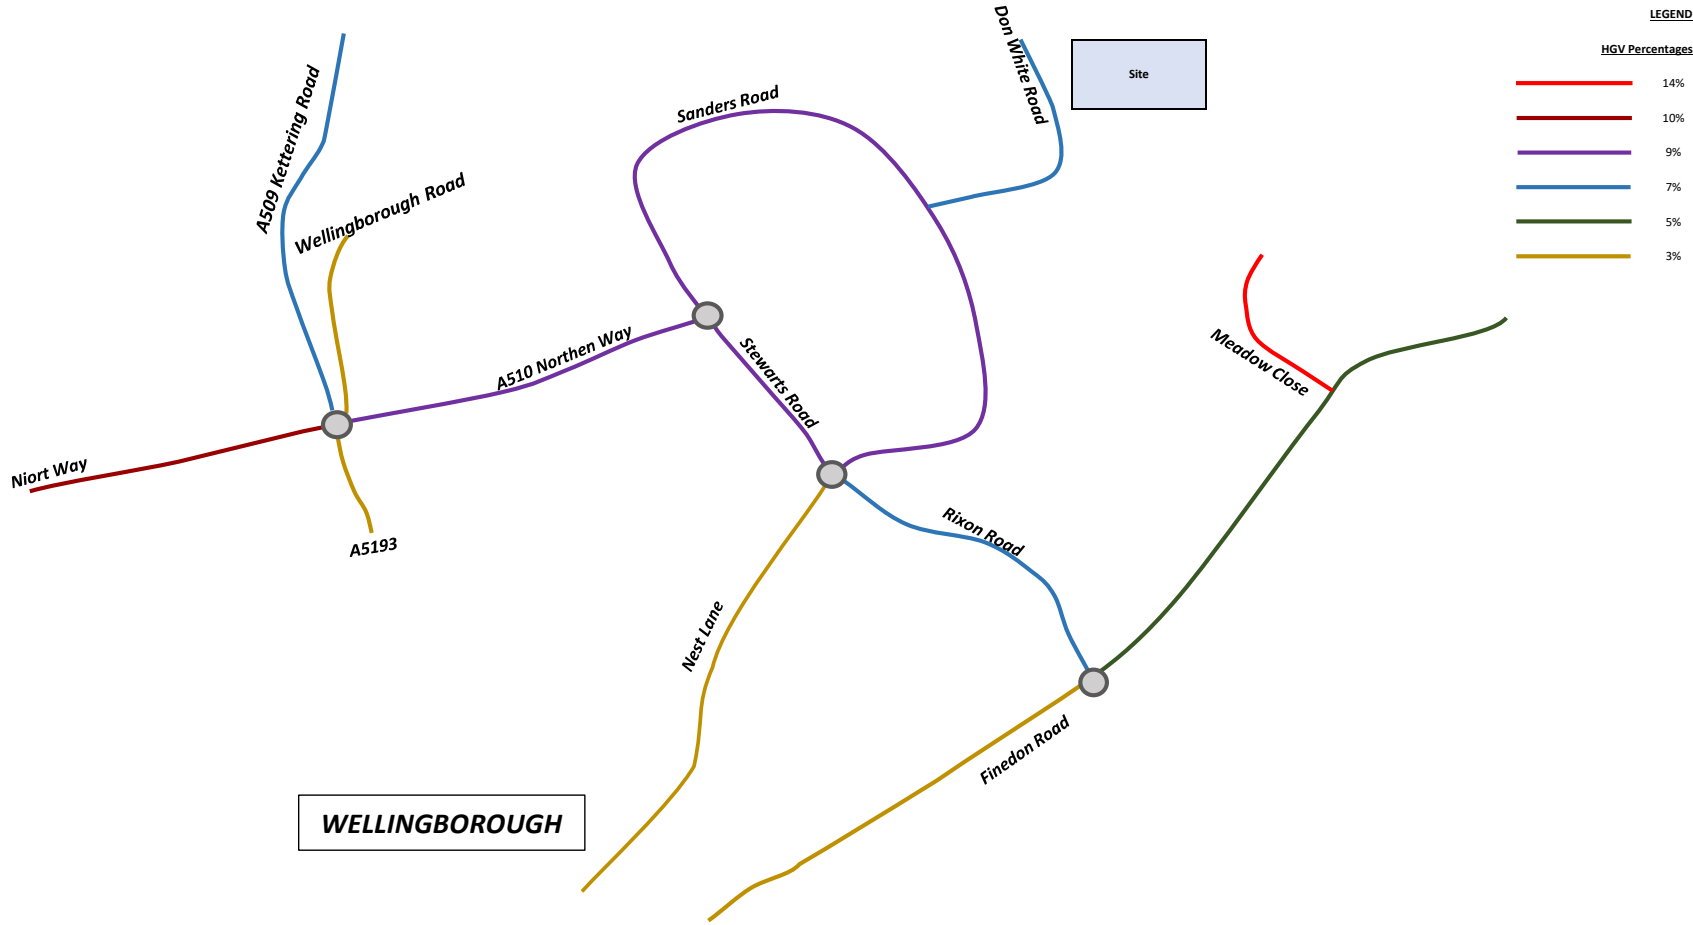 LEGEND
HGV Percentages
14%
10%
9%
7%
5%
3%
Don White Road
Site
Sanders Road
A509 Kettering Road
Wellingborough Road
A510 Northen Way
Stewarts Road
Meadow Close
Niort Way
A5193
Rixon Road
Nest Lane
Finedon Road
WELLINGBOROUGH